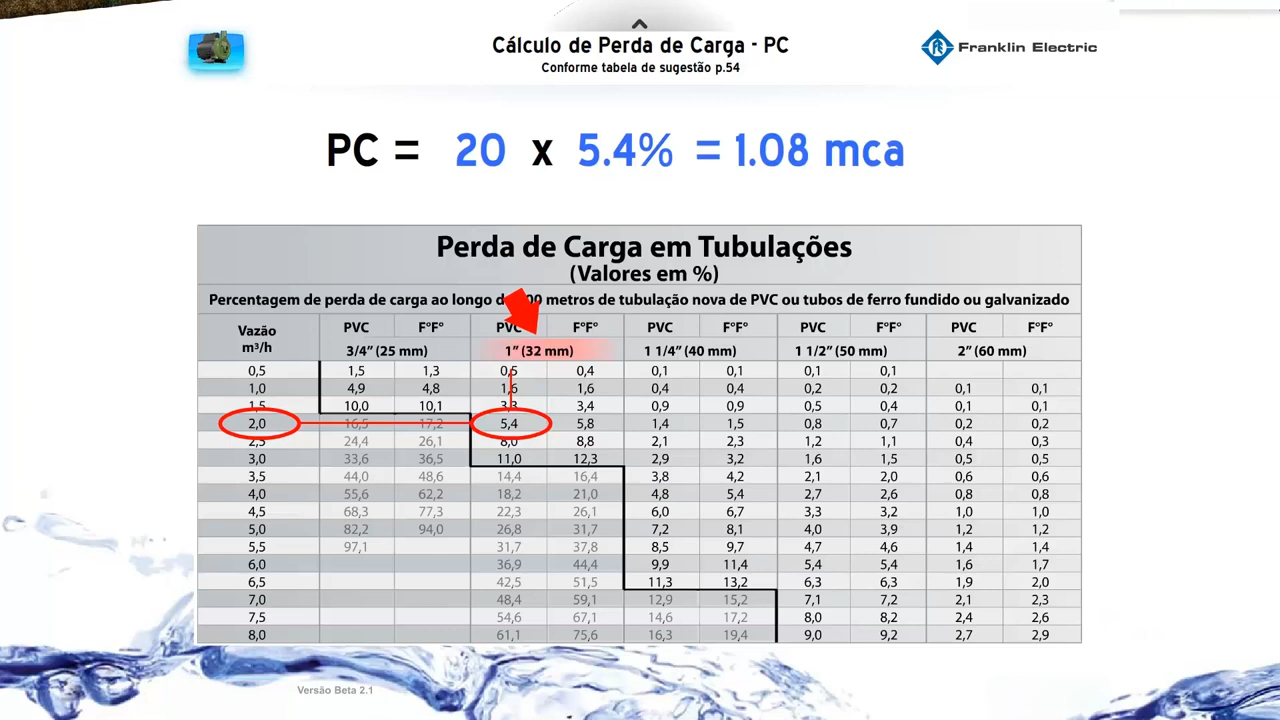 Cálculo de Perda de Carga - PC
Conforme tabela de sugestão p.54
Franklin Electric
PC = 20 x 5.4% = 1.08 mca
Perda de Carga em Tubulações
(Valores em %)
Percentagem de perda de carga ao longo de 100 metros de tubulação nova de PVC ou tubos de ferro fundido ou galvanizado
Vazão m³/h
PVC F°F° PVC F°F° PVC F°F° PVC F°F° PVC F°F°
3/4” (25 mm) 1” (32 mm) 1 1/4” (40 mm) 1 1/2” (50 mm) 2” (60 mm)
0,5 1,5 1,3 0,5 0,4 0,1 0,1 0,1 0,1
1,0 4,9 4,8 1,6 1,6 0,4 0,4 0,2 0,2 0,1 0,1
1,5 10,0 10,1 3,3 3,4 0,9 0,9 0,5 0,4 0,1 0,1
2,0 16,5 17,2 5,4 5,8 1,4 1,5 0,8 0,7 0,2 0,2
2,5 24,4 26,1 8,0 8,8 2,1 2,3 1,2 1,1 0,4 0,3
3,0 33,6 36,5 11,0 12,3 2,9 3,2 1,6 1,5 0,5 0,5
3,5 44,0 48,6 14,4 16,4 3,8 4,2 2,1 2,0 0,6 0,6
4,0 55,6 62,2 18,2 21,0 4,8 5,4 2,7 2,6 0,8 0,8
4,5 68,3 77,3 22,3 26,1 6,0 6,7 3,3 3,2 1,0 1,0
5,0 82,2 94,0 26,8 31,7 7,2 8,1 4,0 3,9 1,2 1,2
5,5 97,1 31,7 37,8 8,5 9,7 4,7 4,6 1,4 1,4
6,0 36,9 44,4 9,9 11,4 5,4 5,4 1,6 1,7
6,5 42,5 51,5 11,3 13,2 6,3 6,3 1,9 2,0
7,0 48,4 59,1 12,9 15,2 7,1 7,2 2,1 2,3
7,5 54,6 67,1 14,6 17,2 8,0 8,2 2,4 2,6
8,0 61,1 75,6 16,3 19,4 9,0 9,2 2,7 2,9
Versão Beta 2.1